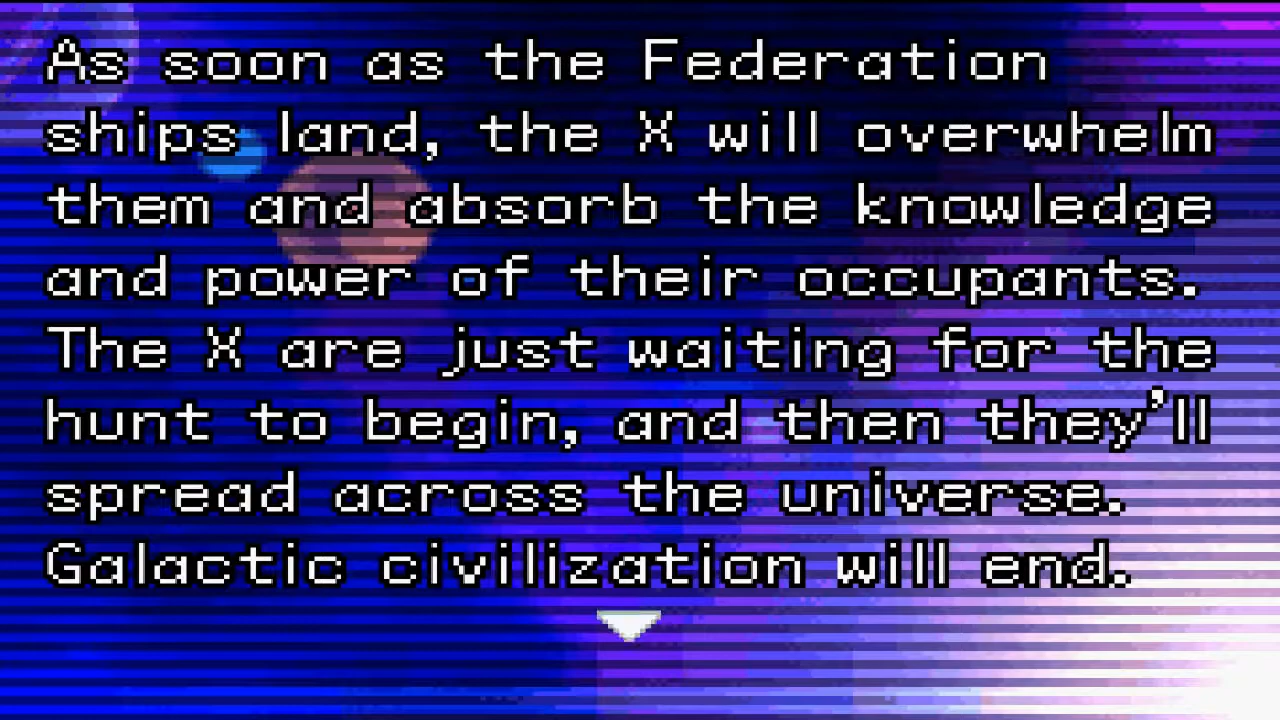 As soon as the Federation
ships land, the X will overwhelm
them and absorb the knowledge
and power of their occupants.
The X are just waiting for the
hunt to begin, and then they'll
spread across the universe.
Galactic civilization will end.